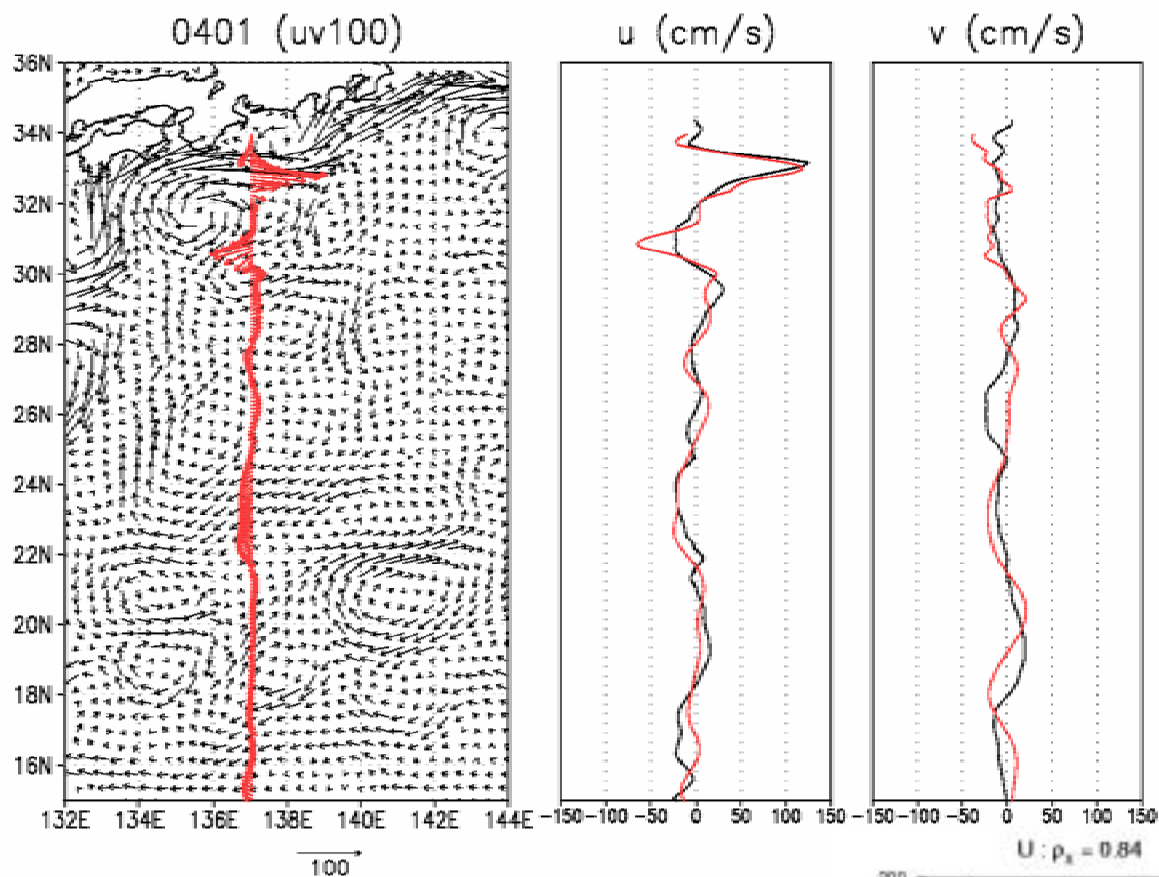 0401 (uv100)
u (cm/s)
v (cm/s)
36N
34N
32N
30N
28N
26N
24N
22N
20N
18N
16N
132E 134E 136E 138E 140E 142E 144E
-150 -100 -50 0 50 100 150
-150 -100 -50 0 50 100 150
100
U : ρₓ = 0.84